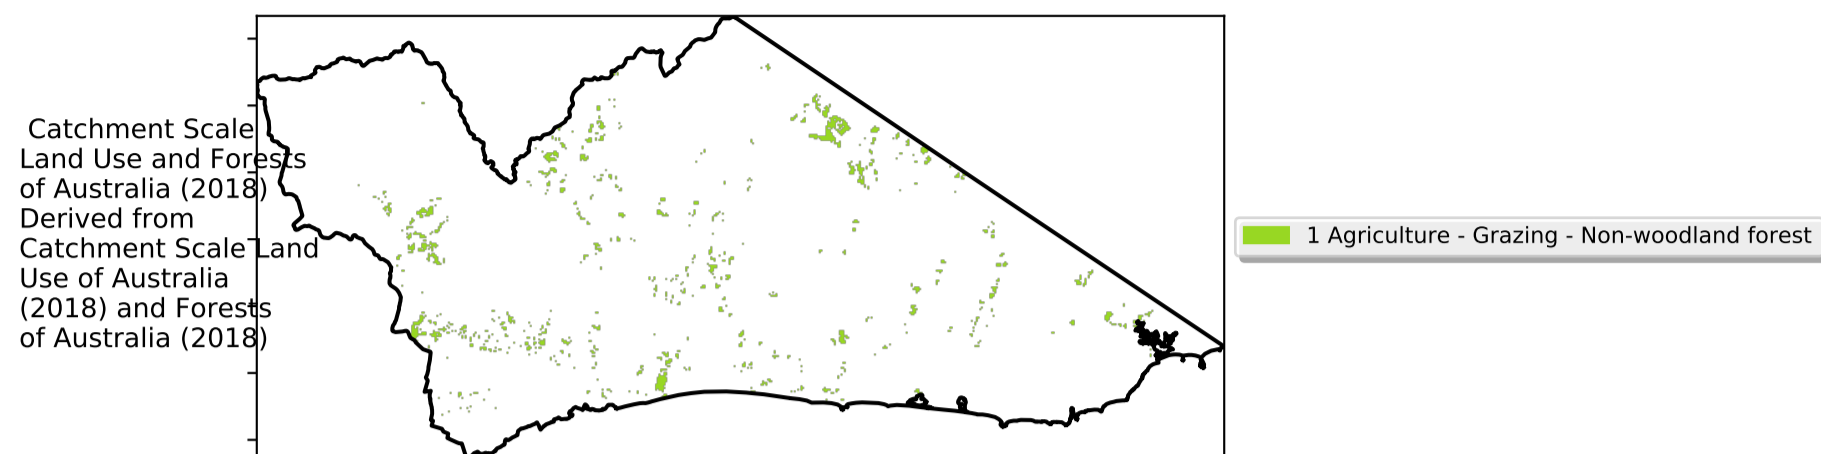 Catchment Scale
Land Use and Forests
of Australia (2018)
Derived from
Catchment Scale Land
Use of Australia
(2018) and Forests
of Australia (2018)
1 Agriculture - Grazing - Non-woodland forest